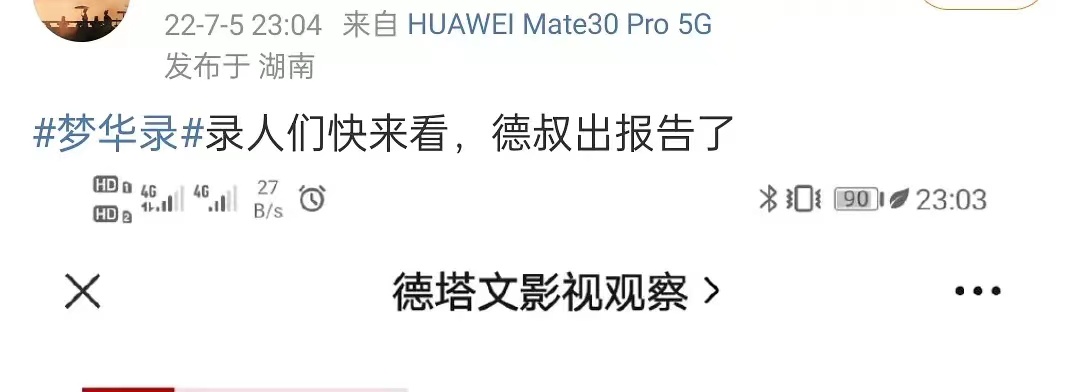 22-7-5 23:04 来自 HUAWEI Mate30 Pro 5G
发布于 湖南
#梦华录#录人们快来看，德叔出报告了
HD 1 4G 4G 27 B/s 90 23:03
HD 2
德塔文影视观察 >